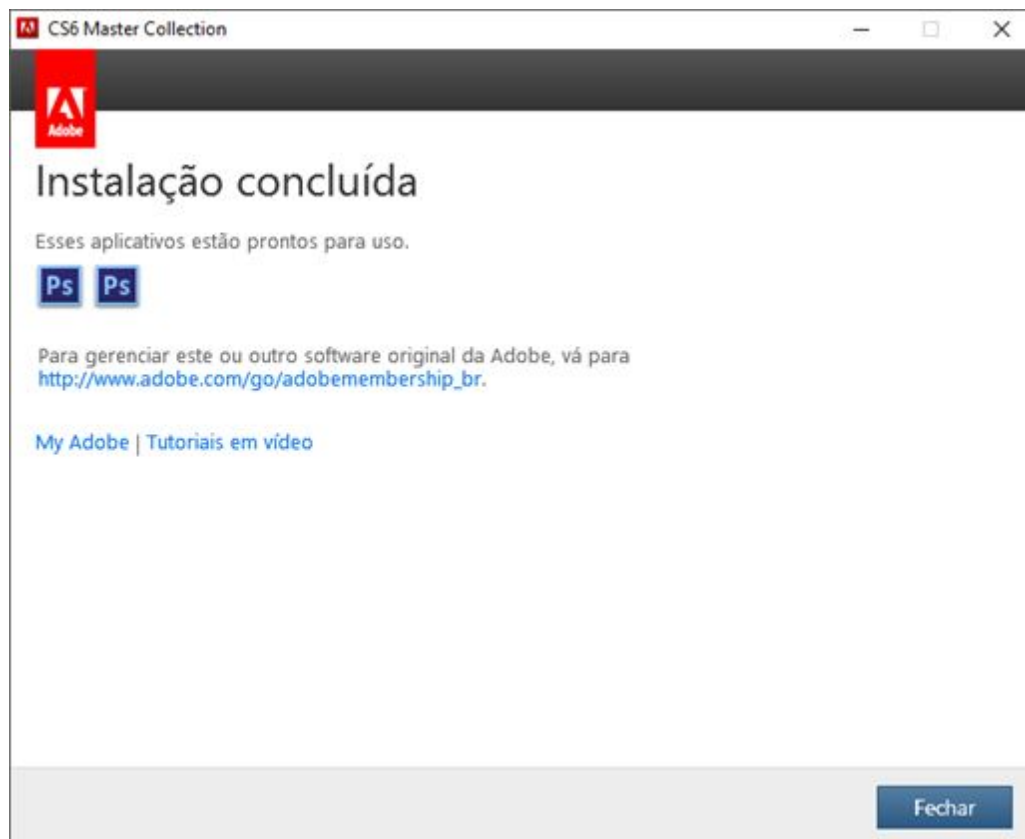 CS6 Master Collection
Adobe
Instalação concluída
Esses aplicativos estão prontos para uso.
Ps Ps
Para gerenciar este ou outro software original da Adobe, vá para
http://www.adobe.com/go/adobemembership_br.
My Adobe | Tutoriais em vídeo
Fechar